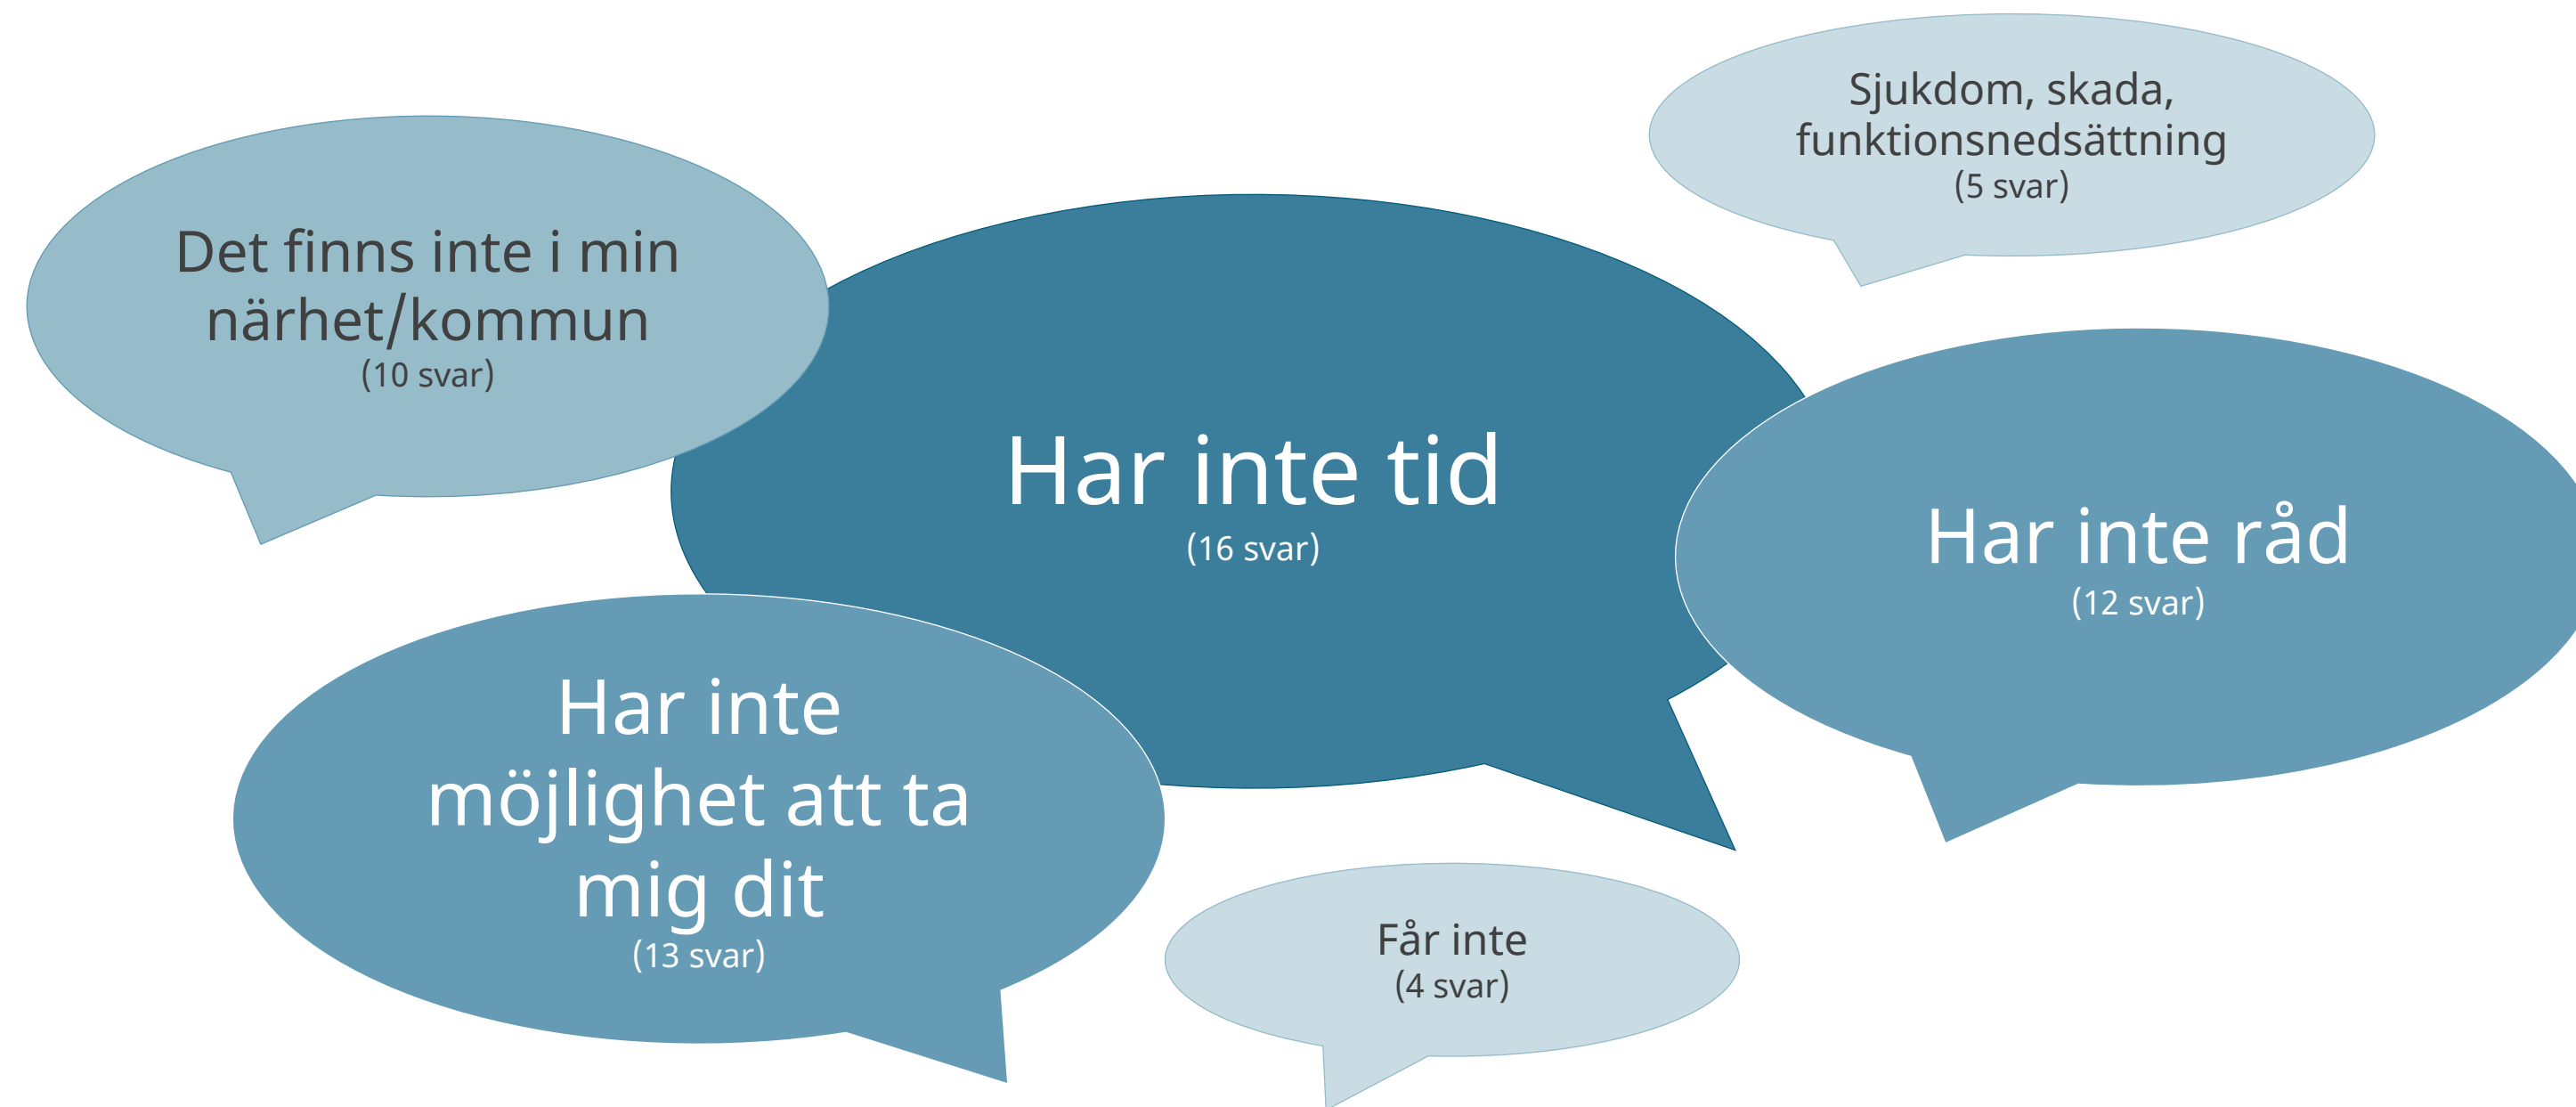 Sjukdom, skada,
funktionsnedsättning
(5 svar)
Det finns inte i min
närhet/kommun
(10 svar)
Har inte tid
(16 svar)
Har inte råd
(12 svar)
Har inte
möjlighet att ta
mig dit
(13 svar)
Får inte
(4 svar)